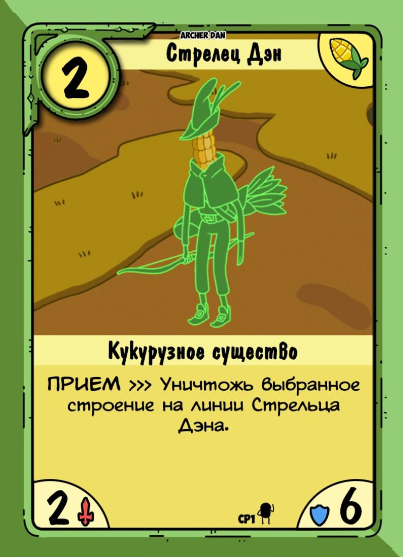 ARCHER DAN
2
Стрелец Дэн
Кукурузное существо
ПРИЕМ >>> Уничтожь выбранное
строение на линии Стрельца
Дэна.
2
CP1
6